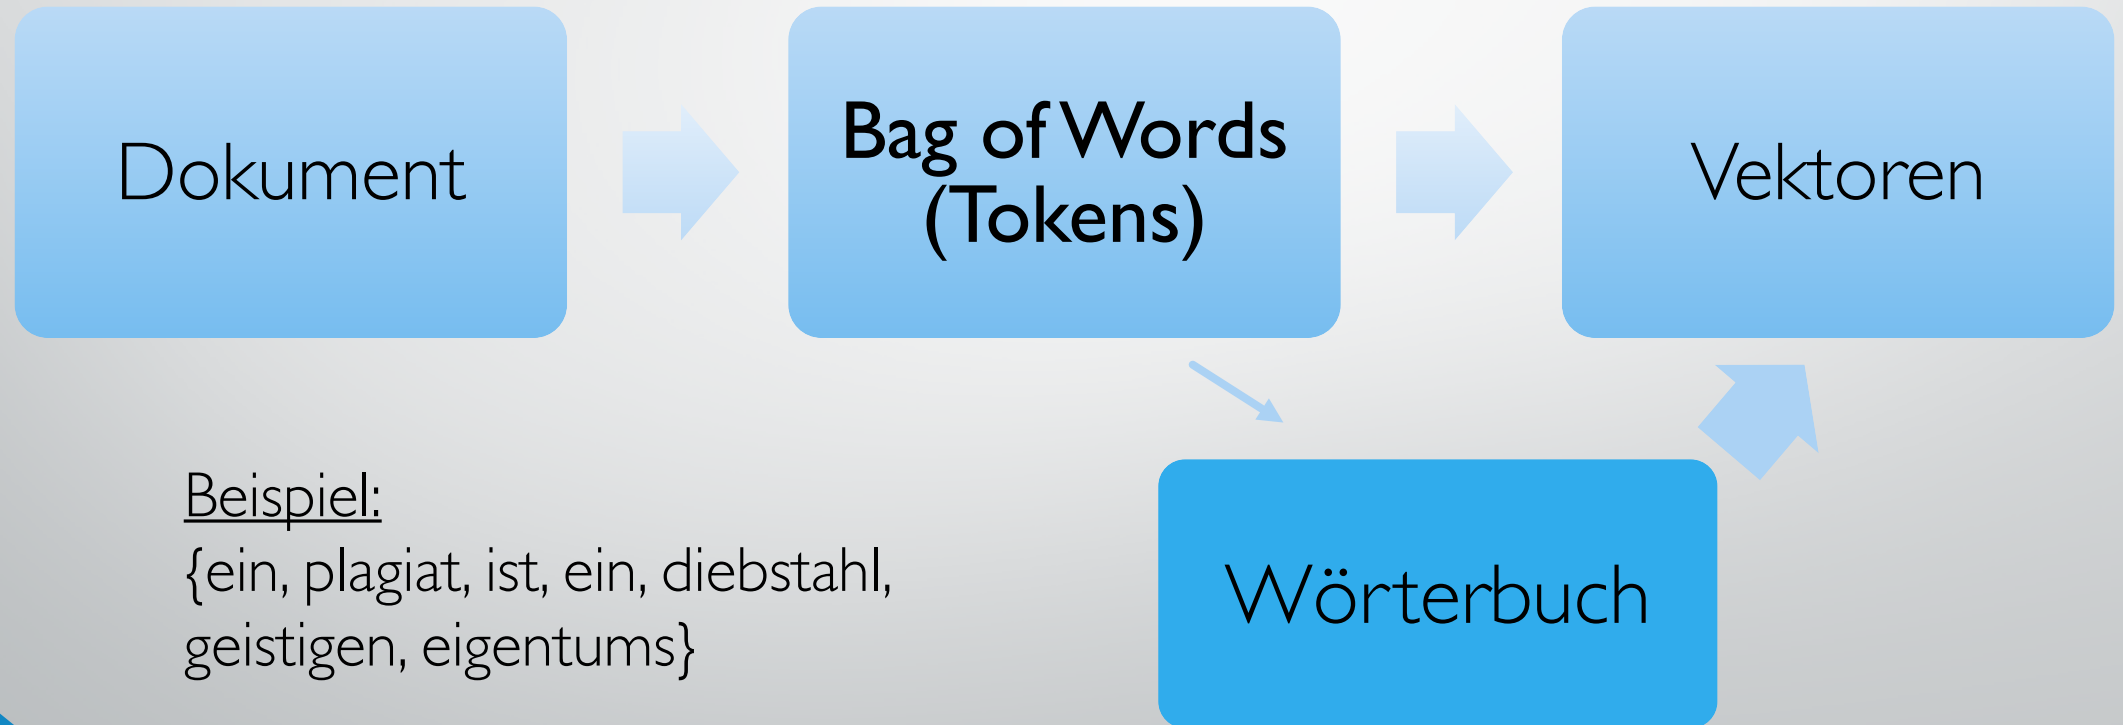 Dokument
Bag of Words
(Tokens)
Vektoren
Beispiel:
{ein, plagiat, ist, ein, diebstahl,
geistigen, eigentums}
Wörterbuch